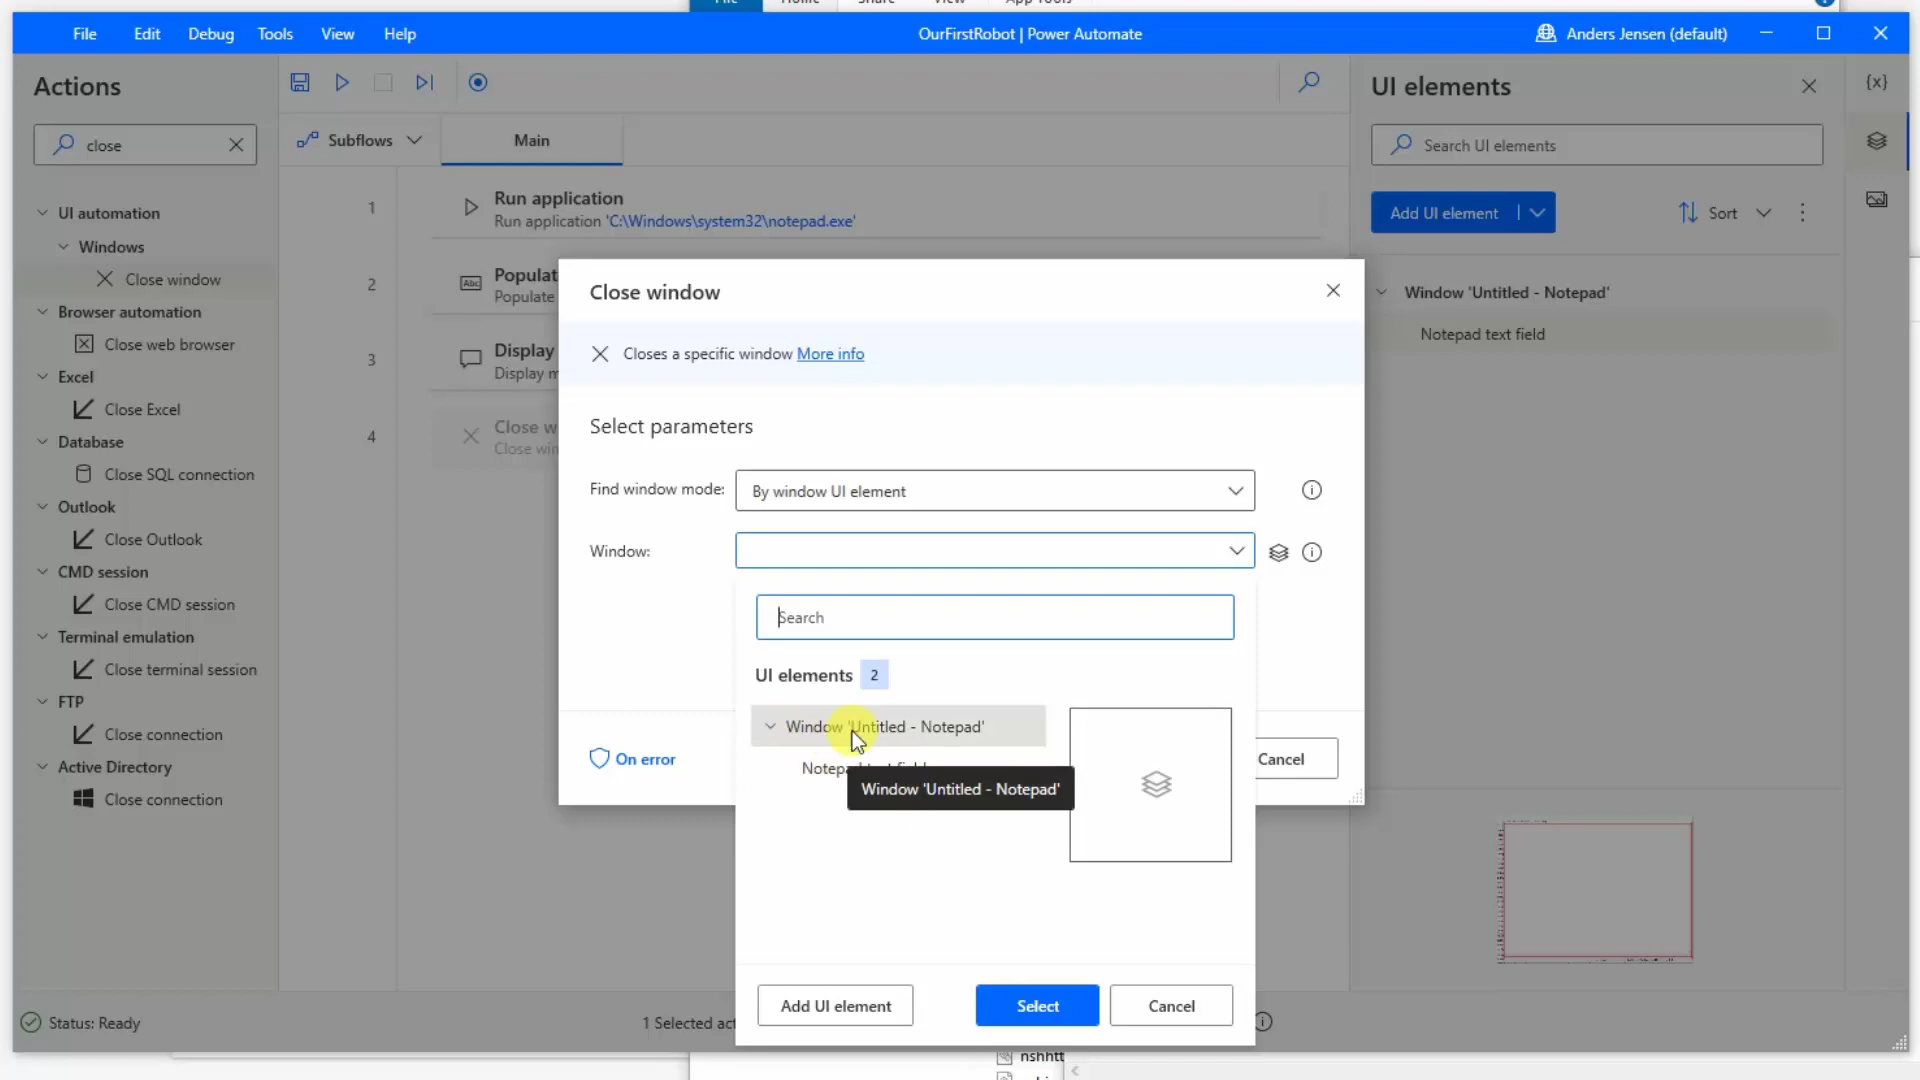 File Home Share View App Tools
File Edit Debug Tools View Help
OurFirstRobot | Power Automate
Anders Jensen (default)
Actions
close
UI automation
Windows
Close window
Browser automation
Close web browser
Excel
Close Excel
Database
Close SQL connection
Outlook
Close Outlook
CMD session
Close CMD session
Terminal emulation
Close terminal session
FTP
Close connection
Active Directory
Close connection
Subflows
Main
1
Run application
Run application 'C:\Windows\system32\notepad.exe'
2
Populat
Populate
3
Display
Display m
4
Close w
Close win
Close window
Closes a specific window More info
Select parameters
Find window mode:
By window UI element
Window:
Search
UI elements 2
Window 'Untitled - Notepad'
Window 'Untitled - Notepad'
On error
Cancel
Add UI element
Select
Cancel
UI elements
Search UI elements
Add UI element
Sort
{x}
Window 'Untitled - Notepad'
Notepad text field
Status: Ready
1 Selected act
nshhtt